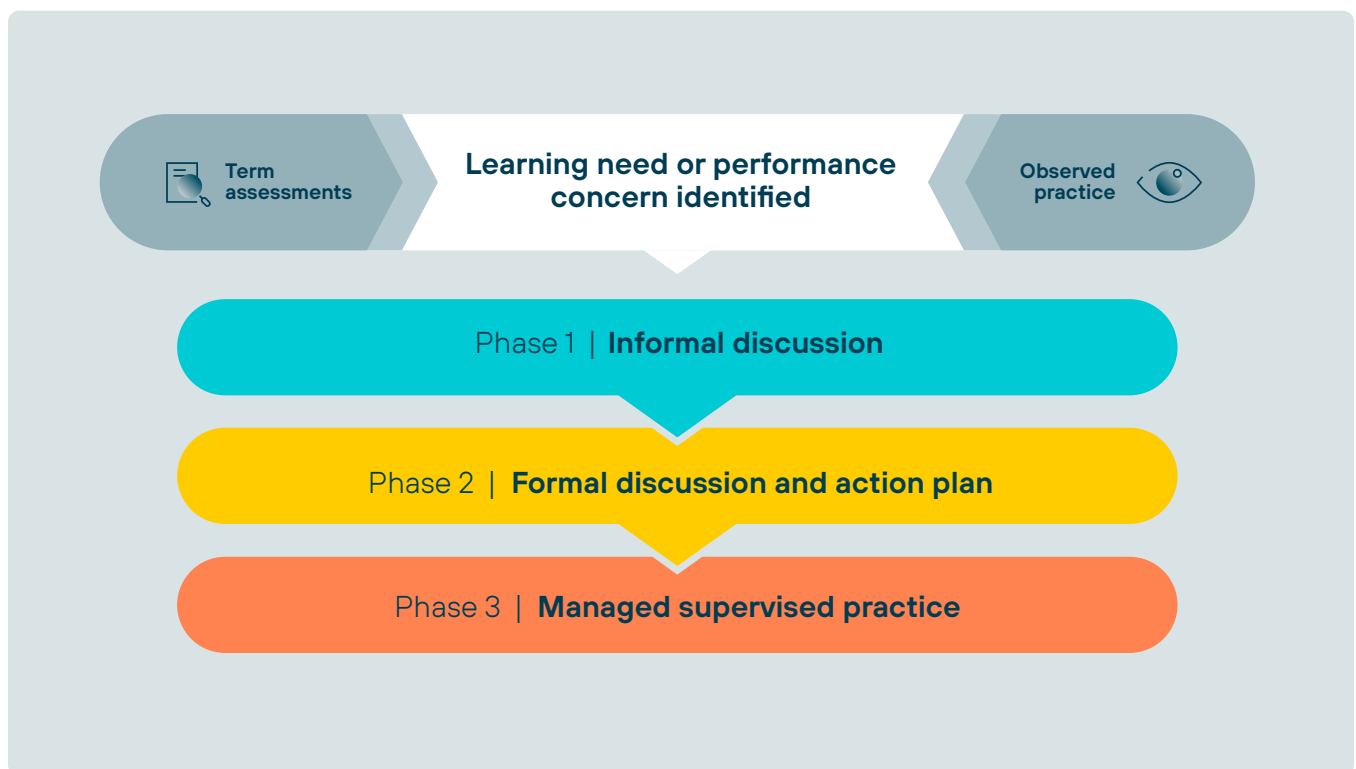 Term
assessments
Learning need or performance
concern identified
Observed
practice
Phase 1 | Informal discussion
Phase 2 | Formal discussion and action plan
Phase 3 | Managed supervised practice